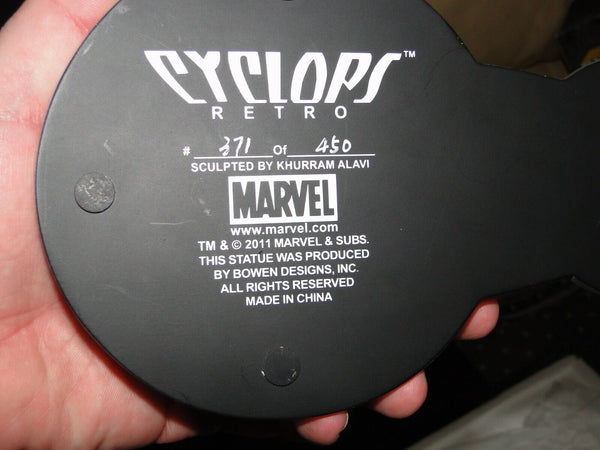 CYCLOPS™
RETRO
# 371 Of 450
SCULPTED BY KHURRAM ALAVI
MARVEL
www.marvel.com
TM & © 2011 MARVEL & SUBS.
THIS STATUE WAS PRODUCED
BY BOWEN DESIGNS, INC.
ALL RIGHTS RESERVED
MADE IN CHINA